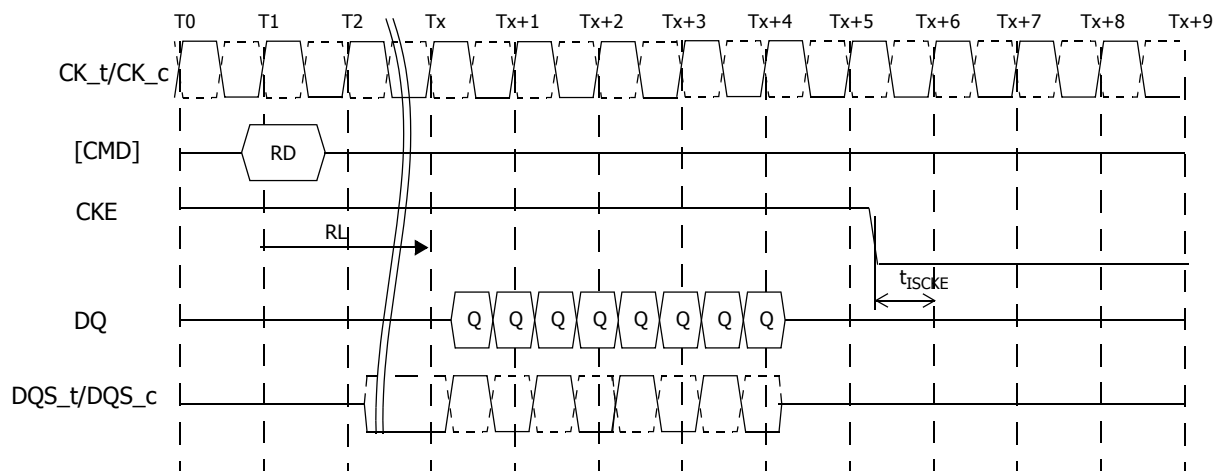 T0 T1 T2 Tx Tx+1 Tx+2 Tx+3 Tx+4 Tx+5 Tx+6 Tx+7 Tx+8 Tx+9
CK_t/CK_c
[CMD] RD
CKE
RL
tISCKE
DQ Q Q Q Q Q Q Q Q
DQS_t/DQS_c